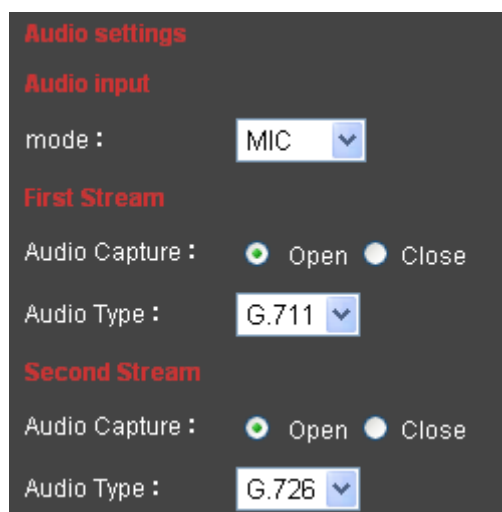 Audio settings
Audio input
mode： MIC
First Stream
Audio Capture： Open Close
Audio Type： G.711
Second Stream
Audio Capture： Open Close
Audio Type： G.726